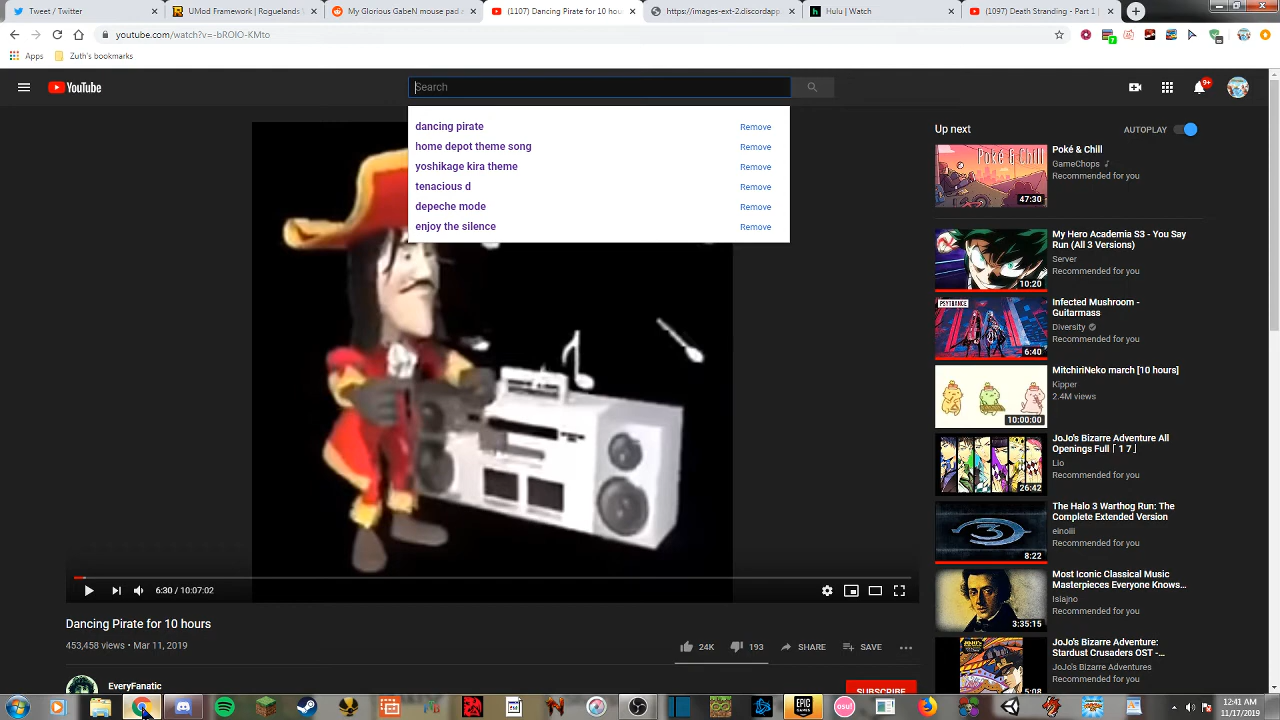 Tweet / Twitter
UMod Framework | Roguelands
My Glorious GabeN mouse pad
(1107) Dancing Pirate for 10 hours
https://images-ext-2.discordapp
Hulu | Watch
(1097) Death Stranding - Part 1 |
youtube.com/watch?v=-bROIO-KMto
Apps
Zuth's bookmarks
YouTube
Search
9+
dancing pirate Remove
home depot theme song Remove
yoshikage kira theme Remove
tenacious d Remove
depeche mode Remove
enjoy the silence Remove
Up next
AUTOPLAY
Poké & Chill
GameChops
Recommended for you
47:30
My Hero Academia S3 - You Say
Run (All 3 Versions)
Server
Recommended for you
10:20
PSYTRANCE
Infected Mushroom -
Guitarmass
Diversity
Recommended for you
6:40
MitchiriNeko march [10 hours]
Kipper
2.4M views
10:00:00
JoJo's Bizarre Adventure All
Openings Full「1 7」
Lio
Recommended for you
26:42
The Halo 3 Warthog Run: The
Complete Extended Version
einoiii
Recommended for you
8:22
Most Iconic Classical Music
Masterpieces Everyone Knows...
Islajno
Recommended for you
3:35:15
JoJo's Bizarre Adventure:
Stardust Crusaders OST -...
JoJo's Bizarre Adventures
Recommended for you
5:08
6:30 / 10:07:02
Dancing Pirate for 10 hours
453,458 views • Mar 11, 2019
24K
193
SHARE
SAVE
EveryFanatic
SUBSCRIBE
EPIC
GAMES
osu!
12:41 AM
11/17/2019